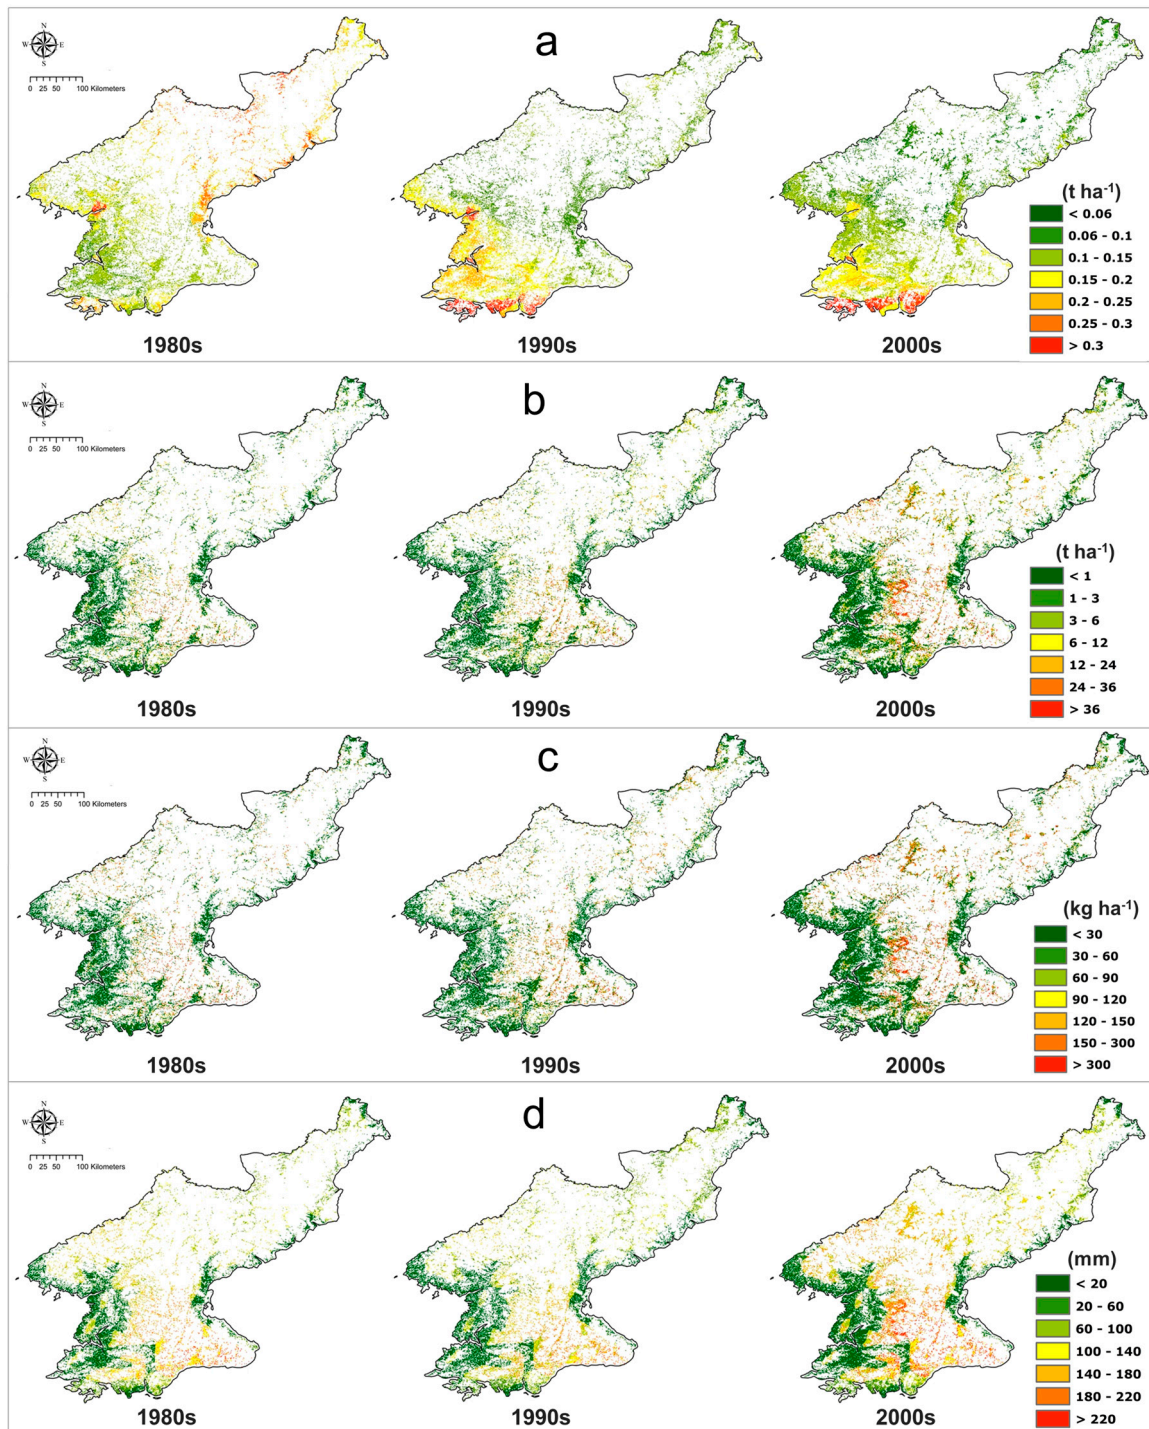 a
N
W E
S
0 25 50 100 Kilometers
(t ha-1)
< 0.06
0.06 - 0.1
0.1 - 0.15
0.15 - 0.2
0.2 - 0.25
0.25 - 0.3
> 0.3
1980s 1990s 2000s
b
N
W E
S
0 25 50 100 Kilometers
(t ha-1)
< 1
1 - 3
3 - 6
6 - 12
12 - 24
24 - 36
> 36
1980s 1990s 2000s
c
N
W E
S
0 25 50 100 Kilometers
(kg ha-1)
< 30
30 - 60
60 - 90
90 - 120
120 - 150
150 - 300
> 300
1980s 1990s 2000s
d
N
W E
S
0 25 50 100 Kilometers
(mm)
< 20
20 - 60
60 - 100
100 - 140
140 - 180
180 - 220
> 220
1980s 1990s 2000s